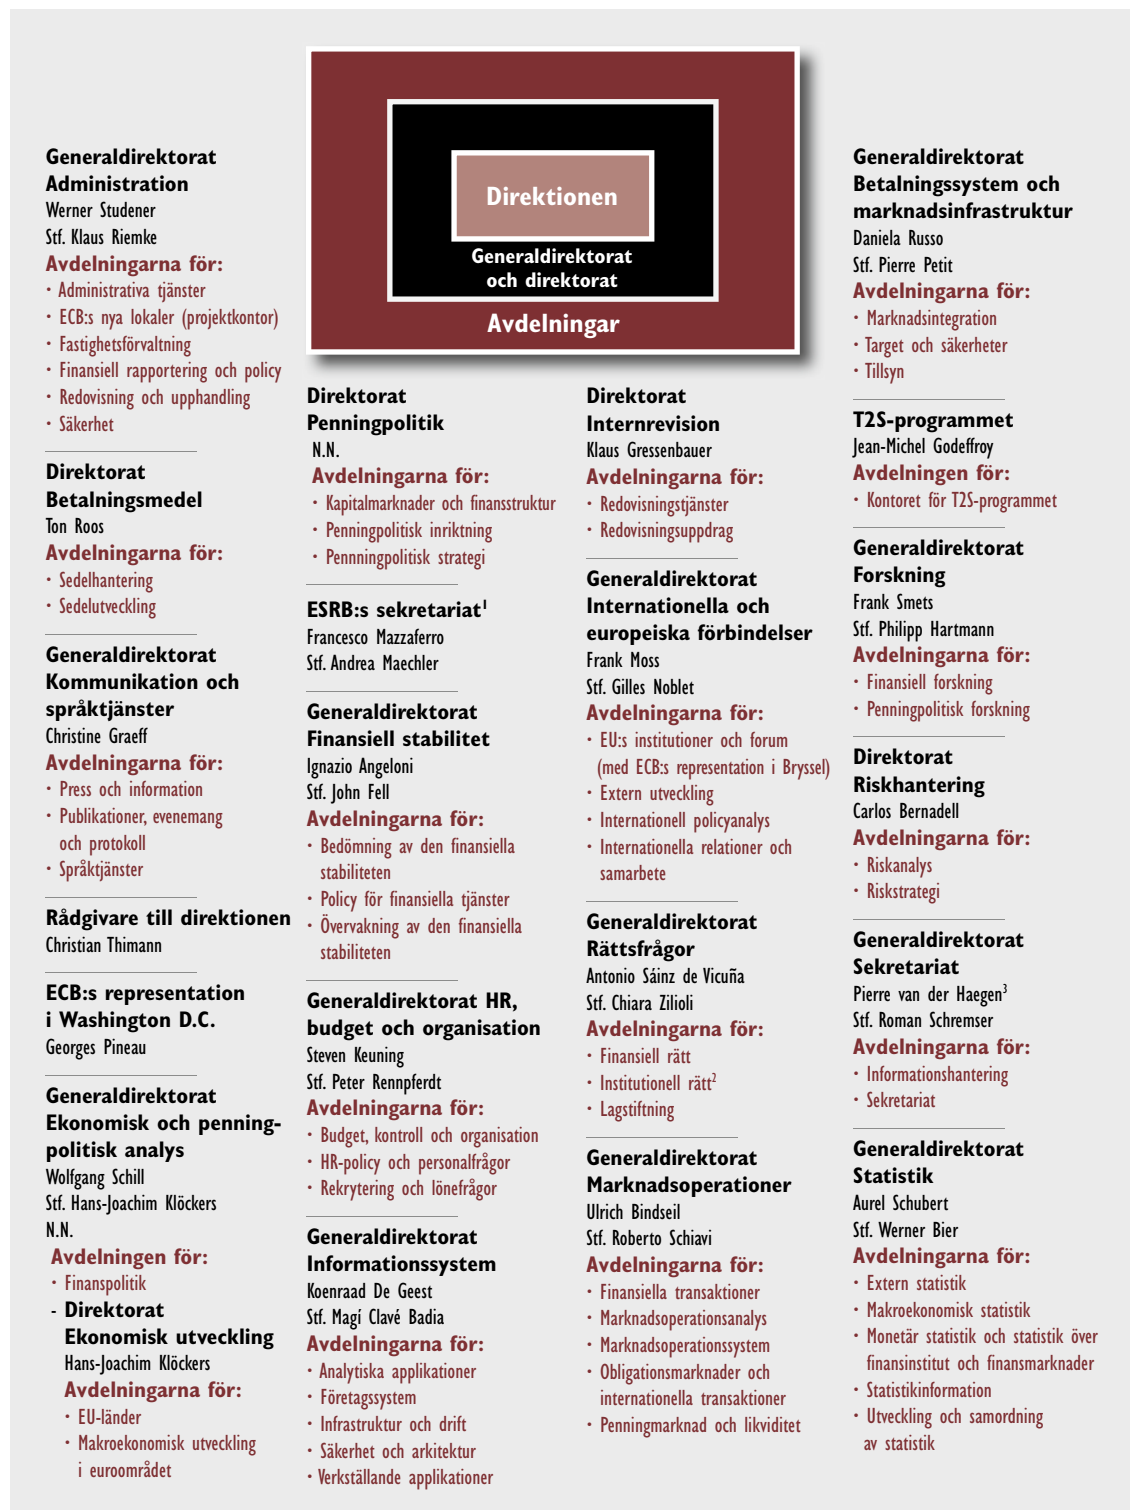 Direktionen
Generaldirektorat
och direktorat
Avdelningar
Generaldirektorat
Administration
Werner Studener
Stf. Klaus Riemke
Avdelningarna för:
• Administrativa tjänster
• ECB:s nya lokaler (projektkontor)
• Fastighetsförvaltning
• Finansiell rapportering och policy
• Redovisning och upphandling
• Säkerhet
Direktorat
Betalningsmedel
Ton Roos
Avdelningarna för:
• Sedelhantering
• Sedelutveckling
Generaldirektorat
Kommunikation och
språktjänster
Christine Graeff
Avdelningarna för:
• Press och information
• Publikationer, evenemang
och protokoll
• Språktjänster
Rådgivare till direktionen
Christian Thimann
ECB:s representation
i Washington D.C.
Georges Pineau
Generaldirektorat
Ekonomisk och penning-
politisk analys
Wolfgang Schill
Stf. Hans-Joachim Klöckers
N.N.
Avdelningen för:
• Finanspolitik
- Direktorat
Ekonomisk utveckling
Hans-Joachim Klöckers
Avdelningarna för:
• EU-länder
• Makroekonomisk utveckling
i euroområdet
Direktorat
Penningpolitik
N.N.
Avdelningarna för:
• Kapitalmarknader och finansstruktur
• Penningpolitisk inriktning
• Pennningpolitisk strategi
ESRB:s sekretariat¹
Francesco Mazzaferro
Stf. Andrea Maechler
Generaldirektorat
Finansiell stabilitet
Ignazio Angeloni
Stf. John Fell
Avdelningarna för:
• Bedömning av den finansiella
stabiliteten
• Policy för finansiella tjänster
• Övervakning av den finansiella
stabiliteten
Generaldirektorat HR,
budget och organisation
Steven Keuning
Stf. Peter Rennpferdt
Avdelningarna för:
• Budget, kontroll och organisation
• HR-policy och personalfrågor
• Rekrytering och lönefrågor
Generaldirektorat
Informationssystem
Koenraad De Geest
Stf. Magí Clavé Badia
Avdelningarna för:
• Analytiska applikationer
• Företagssystem
• Infrastruktur och drift
• Säkerhet och arkitektur
• Verkställande applikationer
Direktorat
Internrevision
Klaus Gressenbauer
Avdelningarna för:
• Redovisningstjänster
• Redovisningsuppdrag
Generaldirektorat
Internationella och
europeiska förbindelser
Frank Moss
Stf. Gilles Noblet
Avdelningarna för:
• EU:s institutioner och forum
(med ECB:s representation i Bryssel)
• Extern utveckling
• Internationell policyanalys
• Internationella relationer och
samarbete
Generaldirektorat
Rättsfrågor
Antonio Sáinz de Vicuña
Stf. Chiara Zilioli
Avdelningarna för:
• Finansiell rätt
• Institutionell rätt²
• Lagstiftning
Generaldirektorat
Marknadsoperationer
Ulrich Bindseil
Stf. Roberto Schiavi
Avdelningarna för:
• Finansiella transaktioner
• Marknadsoperationsanalys
• Marknadsoperationssystem
• Obligationsmarknader och
internationella transaktioner
• Penningmarknad och likviditet
Generaldirektorat
Betalningssystem och
marknadsinfrastruktur
Daniela Russo
Stf. Pierre Petit
Avdelningarna för:
• Marknadsintegration
• Target och säkerheter
• Tillsyn
T2S-programmet
Jean-Michel Godeffroy
Avdelningen för:
• Kontoret för T2S-programmet
Generaldirektorat
Forskning
Frank Smets
Stf. Philipp Hartmann
Avdelningarna för:
• Finansiell forskning
• Penningpolitisk forskning
Direktorat
Riskhantering
Carlos Bernadell
Avdelningarna för:
• Riskanalys
• Riskstrategi
Generaldirektorat
Sekretariat
Pierre van der Haegen³
Stf. Roman Schremser
Avdelningarna för:
• Informationshantering
• Sekretariat
Generaldirektorat
Statistik
Aurel Schubert
Stf. Werner Bier
Avdelningarna för:
• Extern statistik
• Makroekonomisk statistik
• Monetär statistik och statistik över
finansinstitut och finansmarknader
• Statistikinformation
• Utveckling och samordning
av statistik